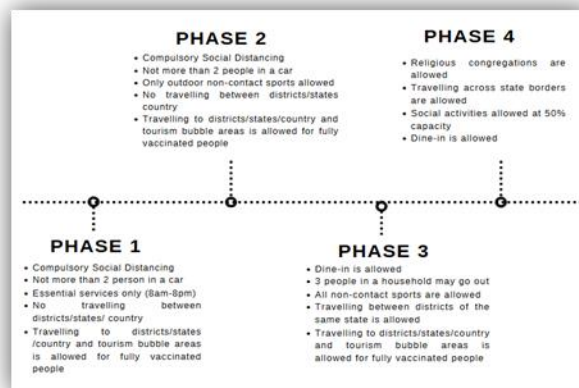 PHASE 2
• Compulsory Social Distancing
• Not more than 2 people in a car
• Only outdoor non-contact sports allowed
• No travelling between districts/states
country
• Travelling to districts/states/country and
tourism bubble areas is allowed for fully
vaccinated people
PHASE 4
• Religious congregations are
allowed
• Travelling across state borders
are allowed
• Social activities allowed at 50%
capacity
• Dine-in is allowed
PHASE 1
• Compulsory Social Distancing
• Not more than 2 person in a car
• Essential services only (8am-8pm)
• No travelling between
districts/states/ country
• Travelling to districts/states
/country and tourism bubble areas
is allowed for fully vaccinated
people
PHASE 3
• Dine-in is allowed
• 3 people in a household may go out
• All non-contact sports are allowed
• Travelling between districts of the
same state is allowed
• Travelling to districts/states/country
and tourism bubble areas is
allowed for fully vaccinated people